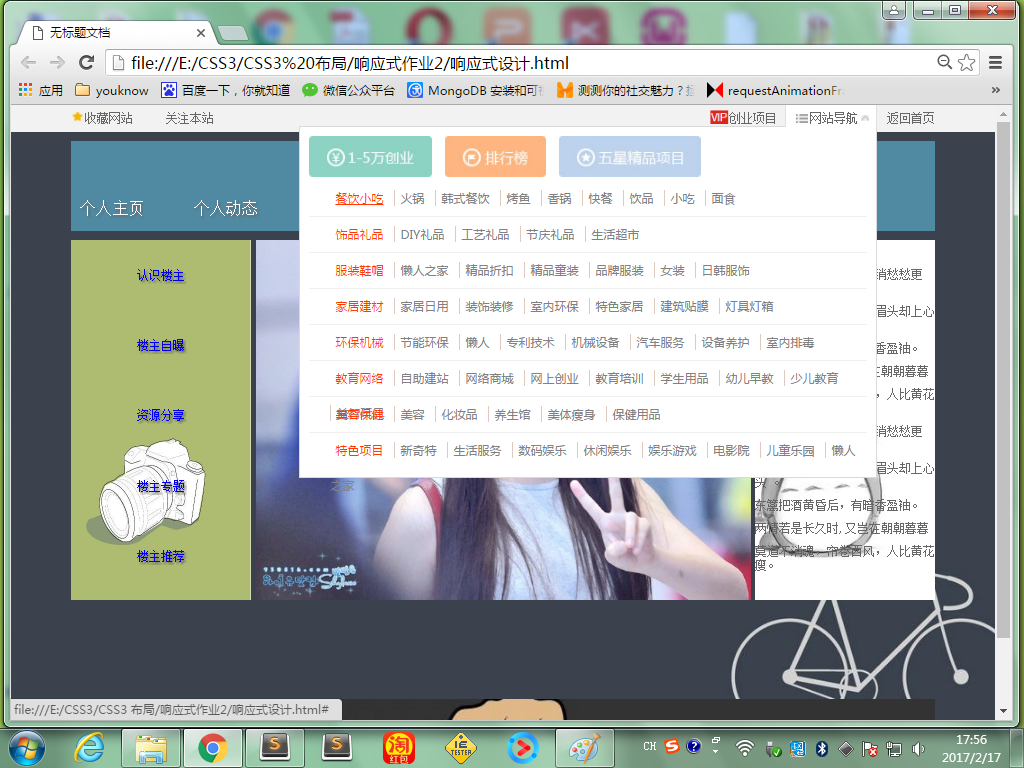 无标题文档
file:///E:/CSS3/CSS3%20布局/响应式作业2/响应式设计.html
应用 youknow 百度一下，你就知道 微信公众平台 MongoDB 安装和可 测测你的社交魅力？ requestAnimationFr »
收藏网站 关注本站 VIP创业项目 网站导航 返回首页
1-5万创业 排行榜 五星精品项目
个人主页 个人动态
餐饮小吃 火锅 韩式餐饮 烤鱼 香锅 快餐 饮品 小吃 面食
饰品礼品 DIY礼品 工艺礼品 节庆礼品 生活超市
服装鞋帽 懒人之家 精品折扣 精品童装 品牌服装 女装 日韩服饰
家居建材 家居日用 装饰装修 室内环保 特色家居 建筑贴膜 灯具灯箱
环保机械 节能环保 懒人 专利技术 机械设备 汽车服务 设备养护 室内排毒
教育网络 自助建站 网络商城 网上创业 教育培训 学生用品 幼儿早教 少儿教育
美容 化妆品 养生馆 美体瘦身 保健用品
特色项目 新奇特 生活服务 数码娱乐 休闲娱乐 娱乐游戏 电影院 儿童乐园 懒人
之家
认识楼主
楼主自曝
资源分享
楼主专题
楼主推荐
悄愁愁更
眉头却上心
香盈袖。
在朝朝暮暮
，人比黄花
悄愁愁更
眉头却上心
头 。
东篱把酒黄昏后，有暗香盈袖。
两情若是长久时,又岂在朝朝暮暮
莫道不消魂，帘卷西风，人比黄花
瘦。
file:///E:/CSS3/CSS3 布局/响应式作业2/响应式设计.html#
淘
红包
IE
TESTER
CH
17:56
2017/2/17